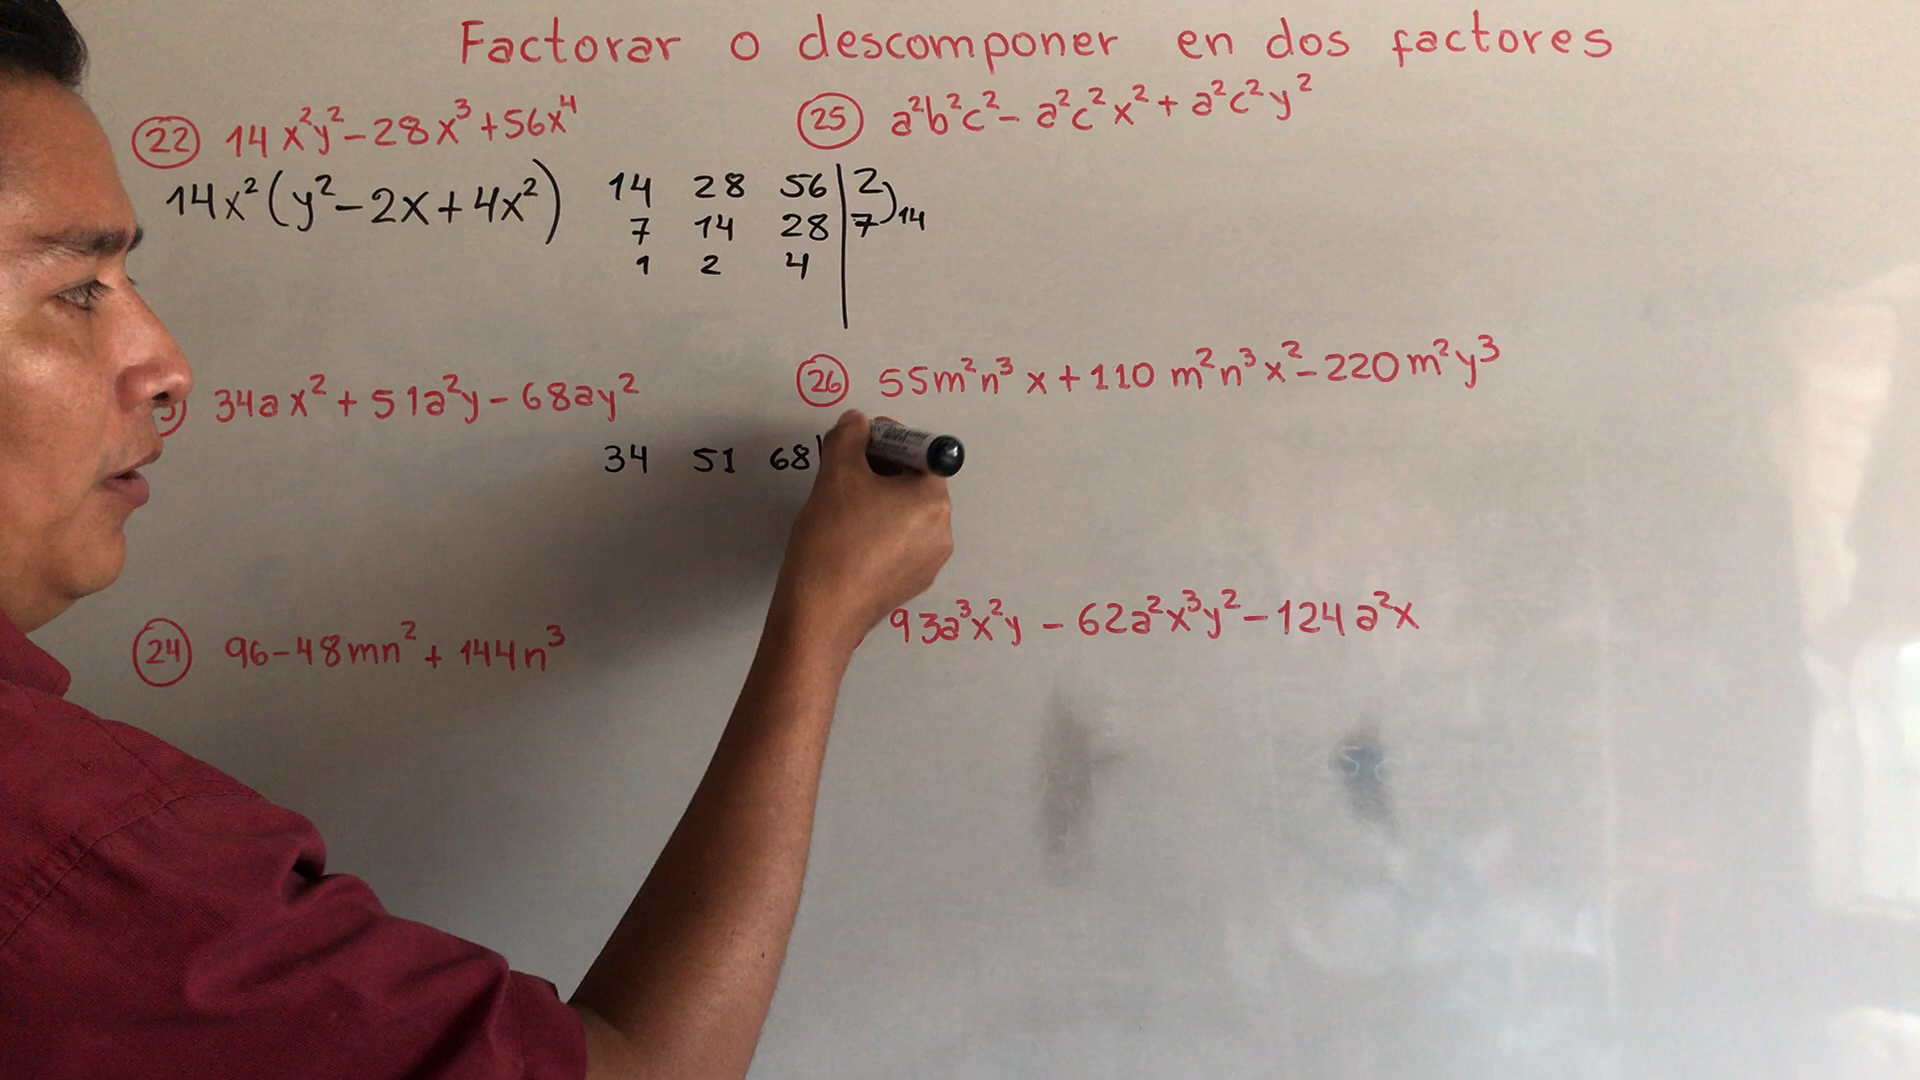 Factorar o descomponer en dos factores
22 14x²y²-28x³+56x⁴
14x²(y²-2x+4x²)
14 28 56 | 2
7 14 28 | 7 14
1 2 4
34ax²+51a²y-68ay²
34 51 68
24 96-48mn²+144n³
25 a²b²c²-a²c²x²+a²c²y²
26 55m²n³x+110m²n³x²-220m²y³
93a³x²y-62a²x³y²-124a²x